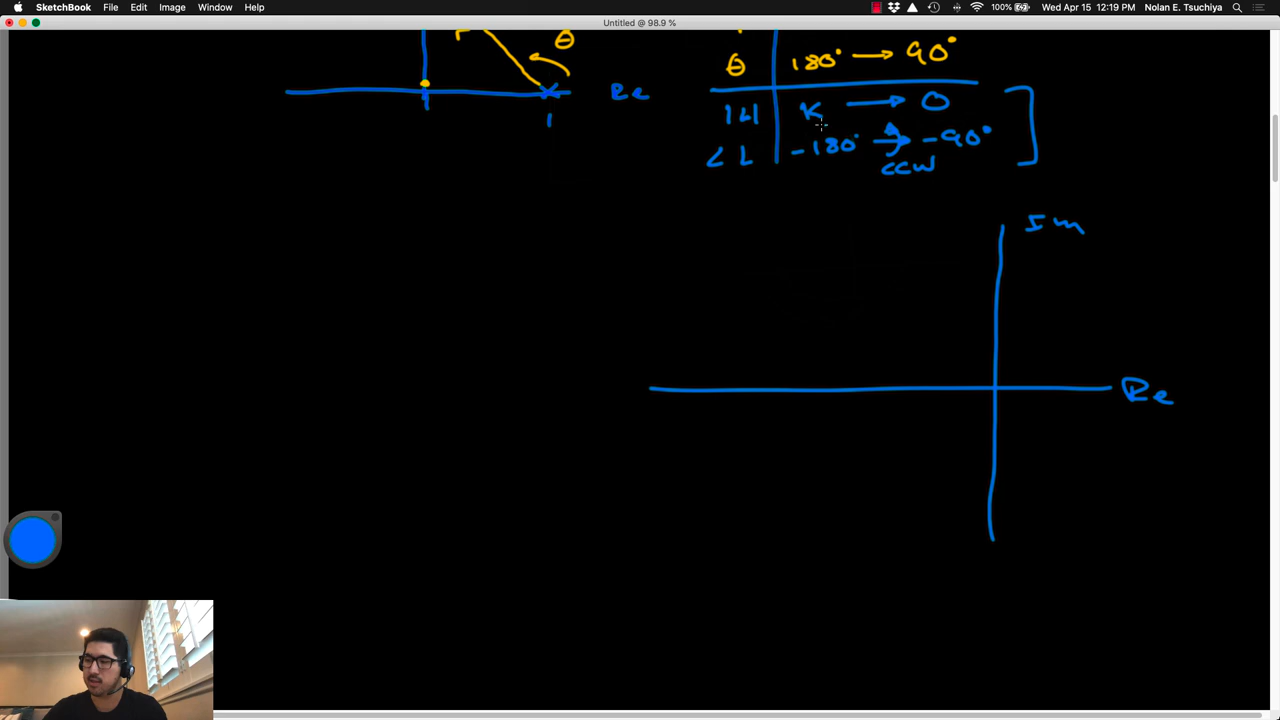 SketchBook File Edit Image Window Help 100% Wed Apr 15 12:19 PM Nolan E. Tsuchiya
Untitled @ 98.9 %
θ
θ 180° → 90°
Re
|L| K → 0
1
∠L -180° → -90°
CCW
Im
Re